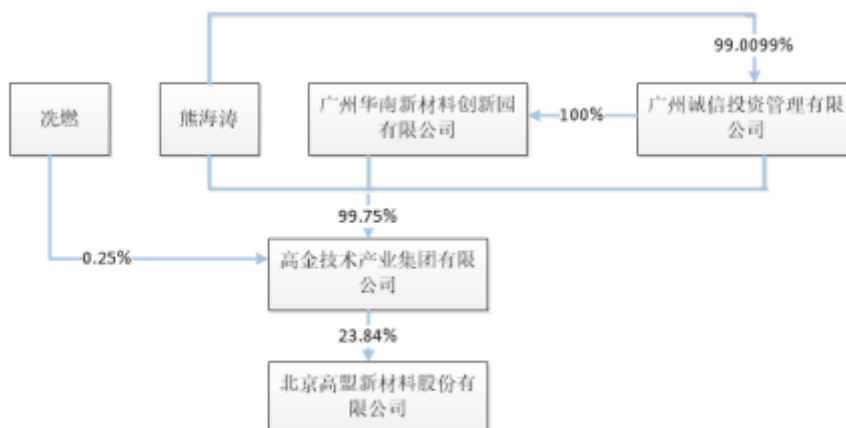 99.0099%
冼燃
熊海涛
广州华南新材料创新园
有限公司
100%
广州诚信投资管理有限
公司
99.75%
0.25%
高金技术产业集团有限
公司
23.84%
北京高盟新材料股份有
限公司